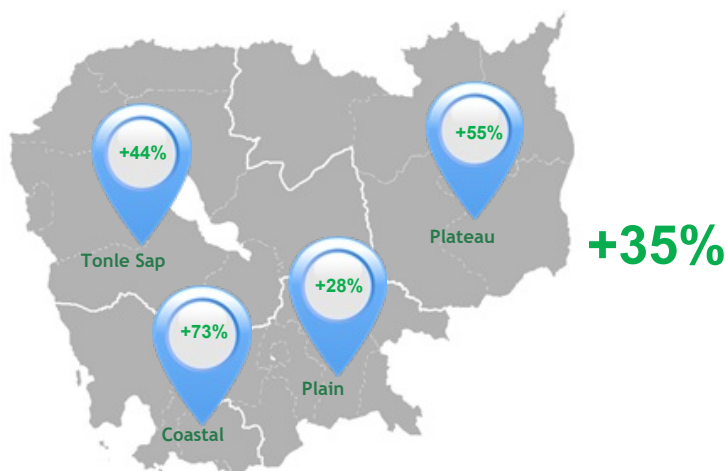 +44%
Tonle Sap
+55%
Plateau
+35%
+28%
Plain
+73%
Coastal